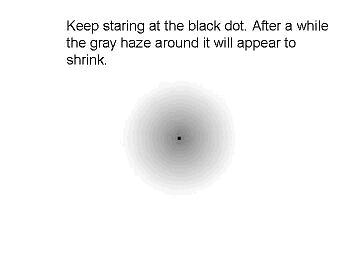 Keep staring at the black dot. After a while
the gray haze around it will appear to
shrink.